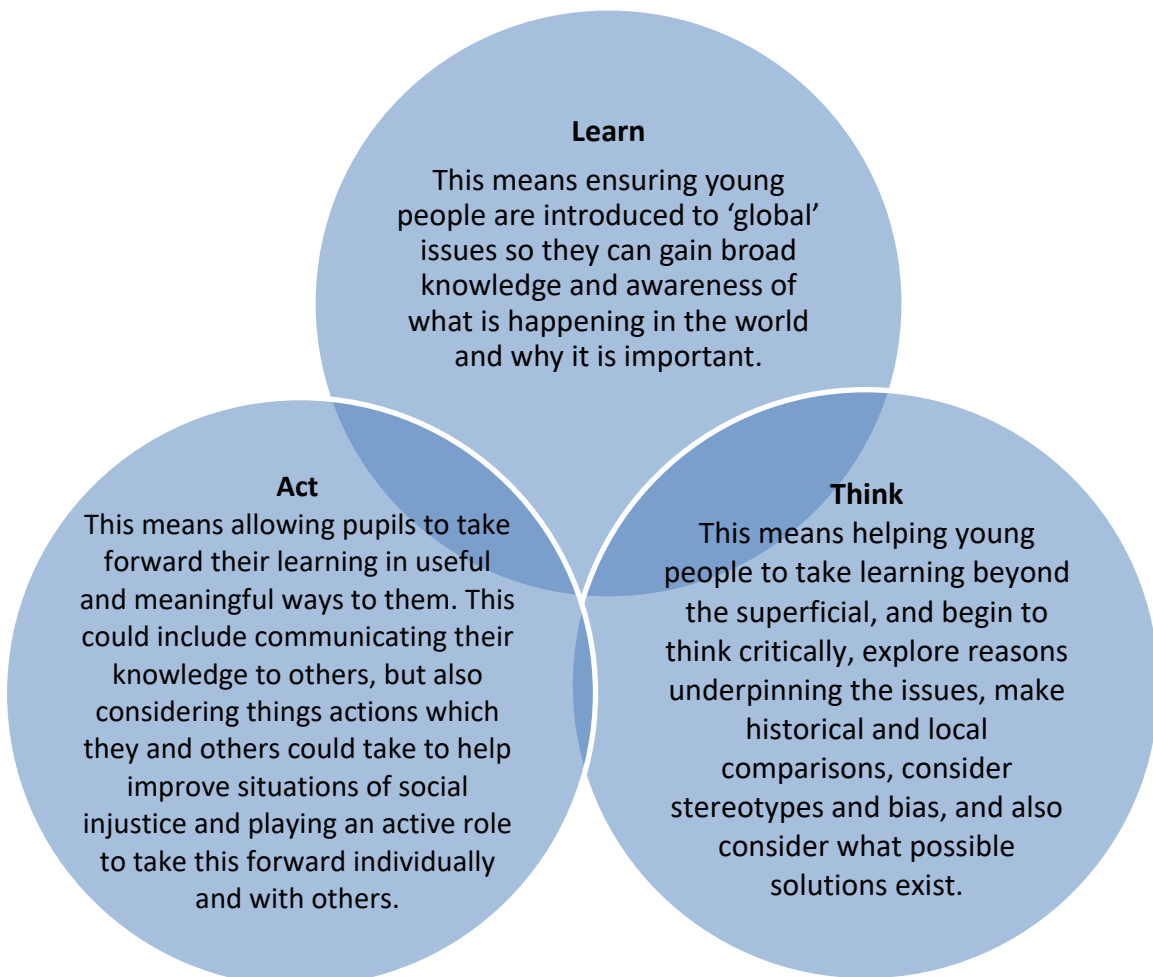 Learn
This means ensuring young
people are introduced to ‘global’
issues so they can gain broad
knowledge and awareness of
what is happening in the world
and why it is important.
Act
This means allowing pupils to take
forward their learning in useful
and meaningful ways to them. This
could include communicating their
knowledge to others, but also
considering things actions which
they and others could take to help
improve situations of social
injustice and playing an active role
to take this forward individually
and with others.
Think
This means helping young
people to take learning beyond
the superficial, and begin to
think critically, explore reasons
underpinning the issues, make
historical and local
comparisons, consider
stereotypes and bias, and also
consider what possible
solutions exist.